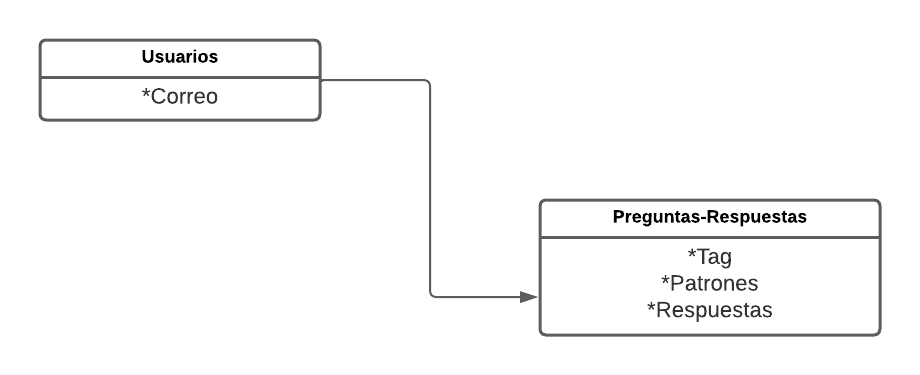 Usuarios
*Correo
Preguntas-Respuestas
*Tag
*Patrones
*Respuestas